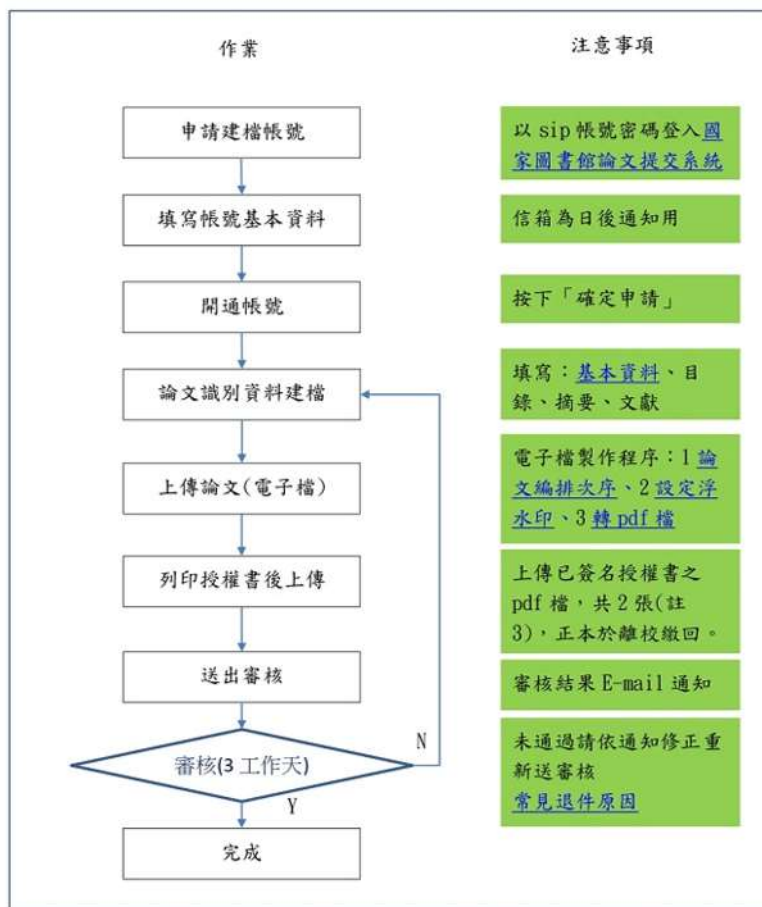 作業
注意事項
申請建檔帳號
以 sip 帳號密碼登入國
家圖書館論文提交系統
填寫帳號基本資料
信箱為日後通知用
開通帳號
按下「確定申請」
論文識別資料建檔
填寫：基本資料、目
錄、摘要、文獻
上傳論文(電子檔)
電子檔製作程序：1 論
文編排次序、2 設定浮
水印、3 轉 pdf 檔
列印授權書後上傳
上傳已簽名授權書之
pdf 檔，共 2 張(註
3)，正本於離校繳回。
送出審核
審核結果 E-mail 通知
審核(3 工作天)
N
Y
未通過請依通知修正重
新送審核
常見退件原因
完成